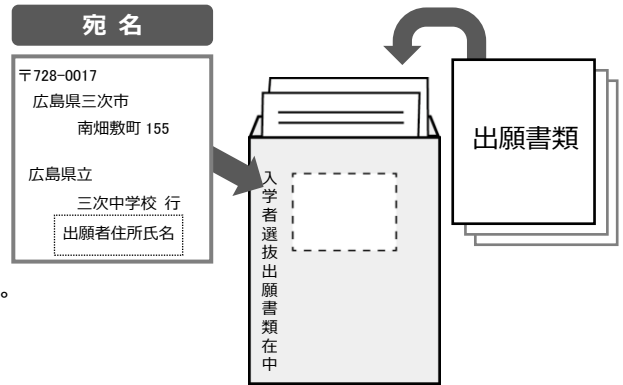 宛 名
〒728-0017
広島県三次市
南畑敷町 155
広島県立
三次中学校 行
出願者住所氏名
入学者選抜出願書類在中
出願書類
。